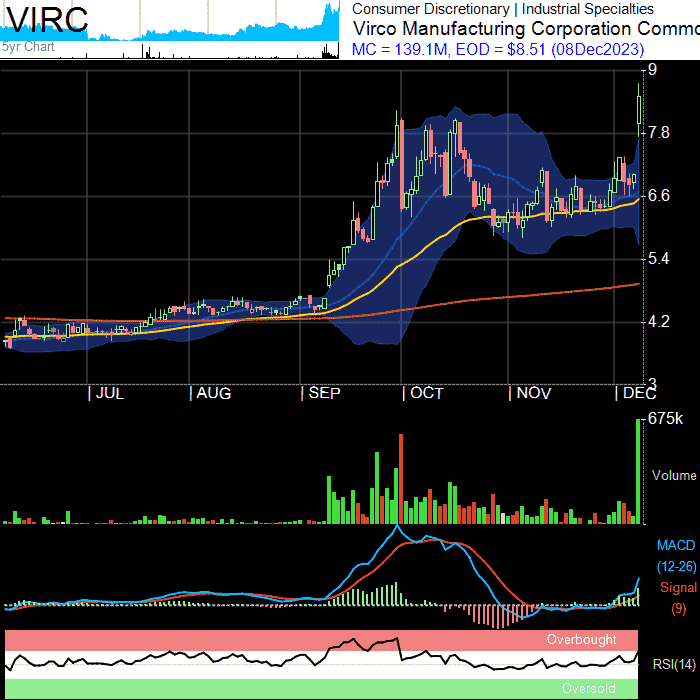 VIRC
5yr Chart
Consumer Discretionary | Industrial Specialties
Virco Manufacturing Corporation Commo
MC = 139.1M, EOD = $8.51 (08Dec2023)
9
7.8
6.6
5.4
4.2
3
| JUL | AUG | SEP | OCT | NOV | DEC
675k
Volume
MACD
(12-26)
Signal
(9)
Overbought
RSI(14)
Oversold